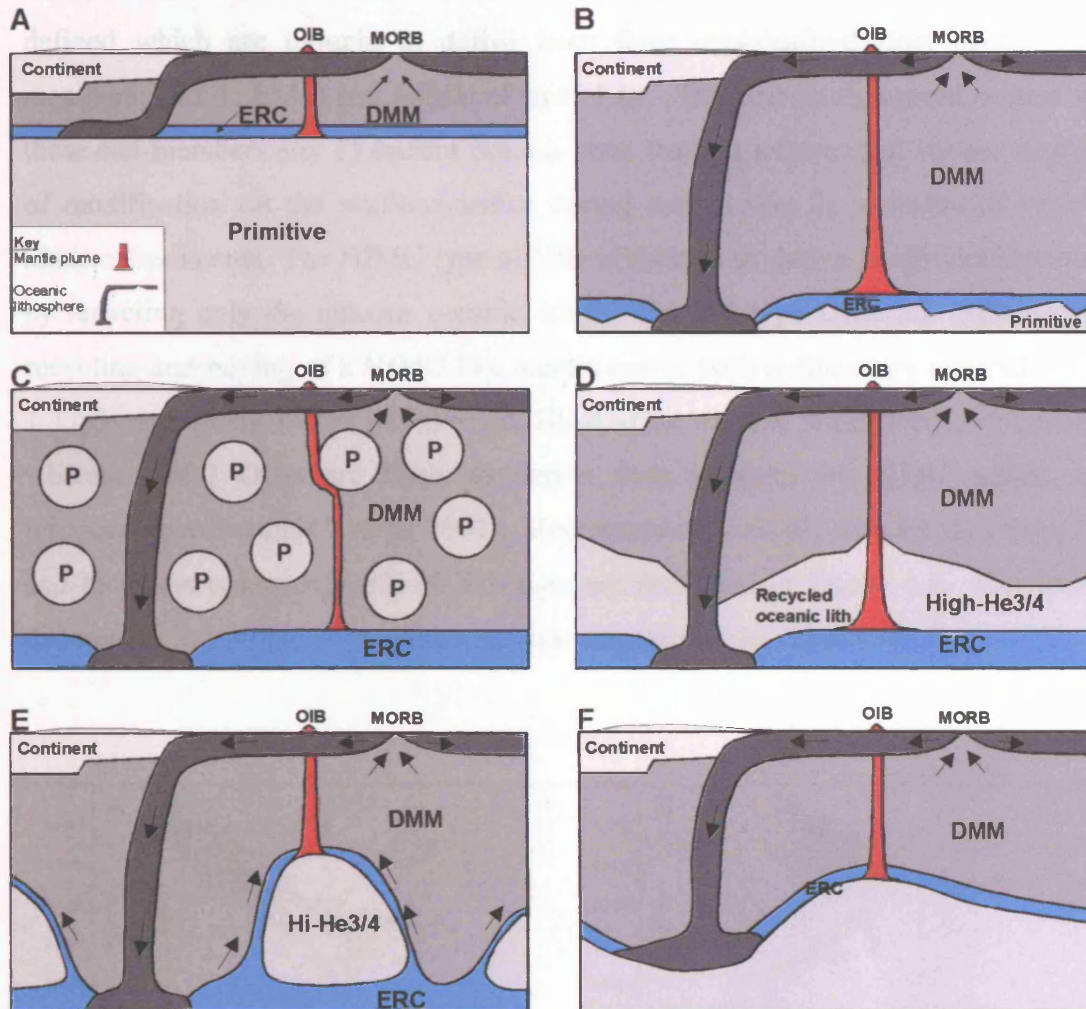 A
OIB
MORB
Continent
ERC
DMM
Primitive
Key
Mantle plume
Oceanic
lithosphere
B
OIB
MORB
Continent
DMM
ERC
Primitive
C
OIB
MORB
Continent
P
P
P
P
P
P
P
P
DMM
ERC
D
OIB
MORB
Continent
DMM
Recycled
oceanic lith
High-He3/4
ERC
E
OIB
MORB
Continent
DMM
Hi-He3/4
ERC
F
OIB
MORB
Continent
DMM
ERC